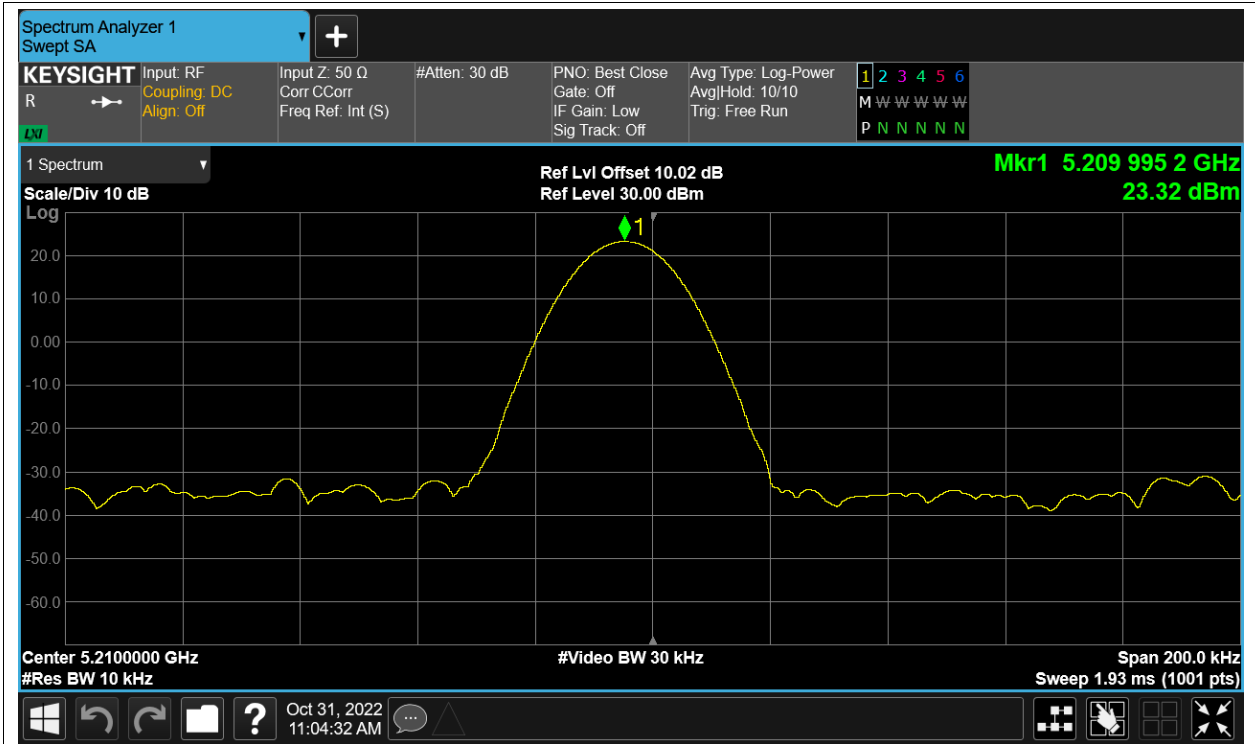 Spectrum Analyzer 1
Swept SA
+
KEYSIGHT
R
LXI
Input: RF
Coupling: DC
Align: Off
Input Z: 50 Ω
Corr CCorr
Freq Ref: Int (S)
#Atten: 30 dB
PNO: Best Close
Gate: Off
IF Gain: Low
Sig Track: Off
Avg Type: Log-Power
Avg|Hold: 10/10
Trig: Free Run
1 2 3 4 5 6
M W W W W W W
P N N N N N
1 Spectrum
Scale/Div 10 dB
Ref Lvl Offset 10.02 dB
Ref Level 30.00 dBm
Mkr1 5.209 995 2 GHz
23.32 dBm
Log
1
20.0
10.0
0.00
-10.0
-20.0
-30.0
-40.0
-50.0
-60.0
Center 5.2100000 GHz
#Res BW 10 kHz
#Video BW 30 kHz
Span 200.0 kHz
Sweep 1.93 ms (1001 pts)
?
Oct 31, 2022
11:04:32 AM